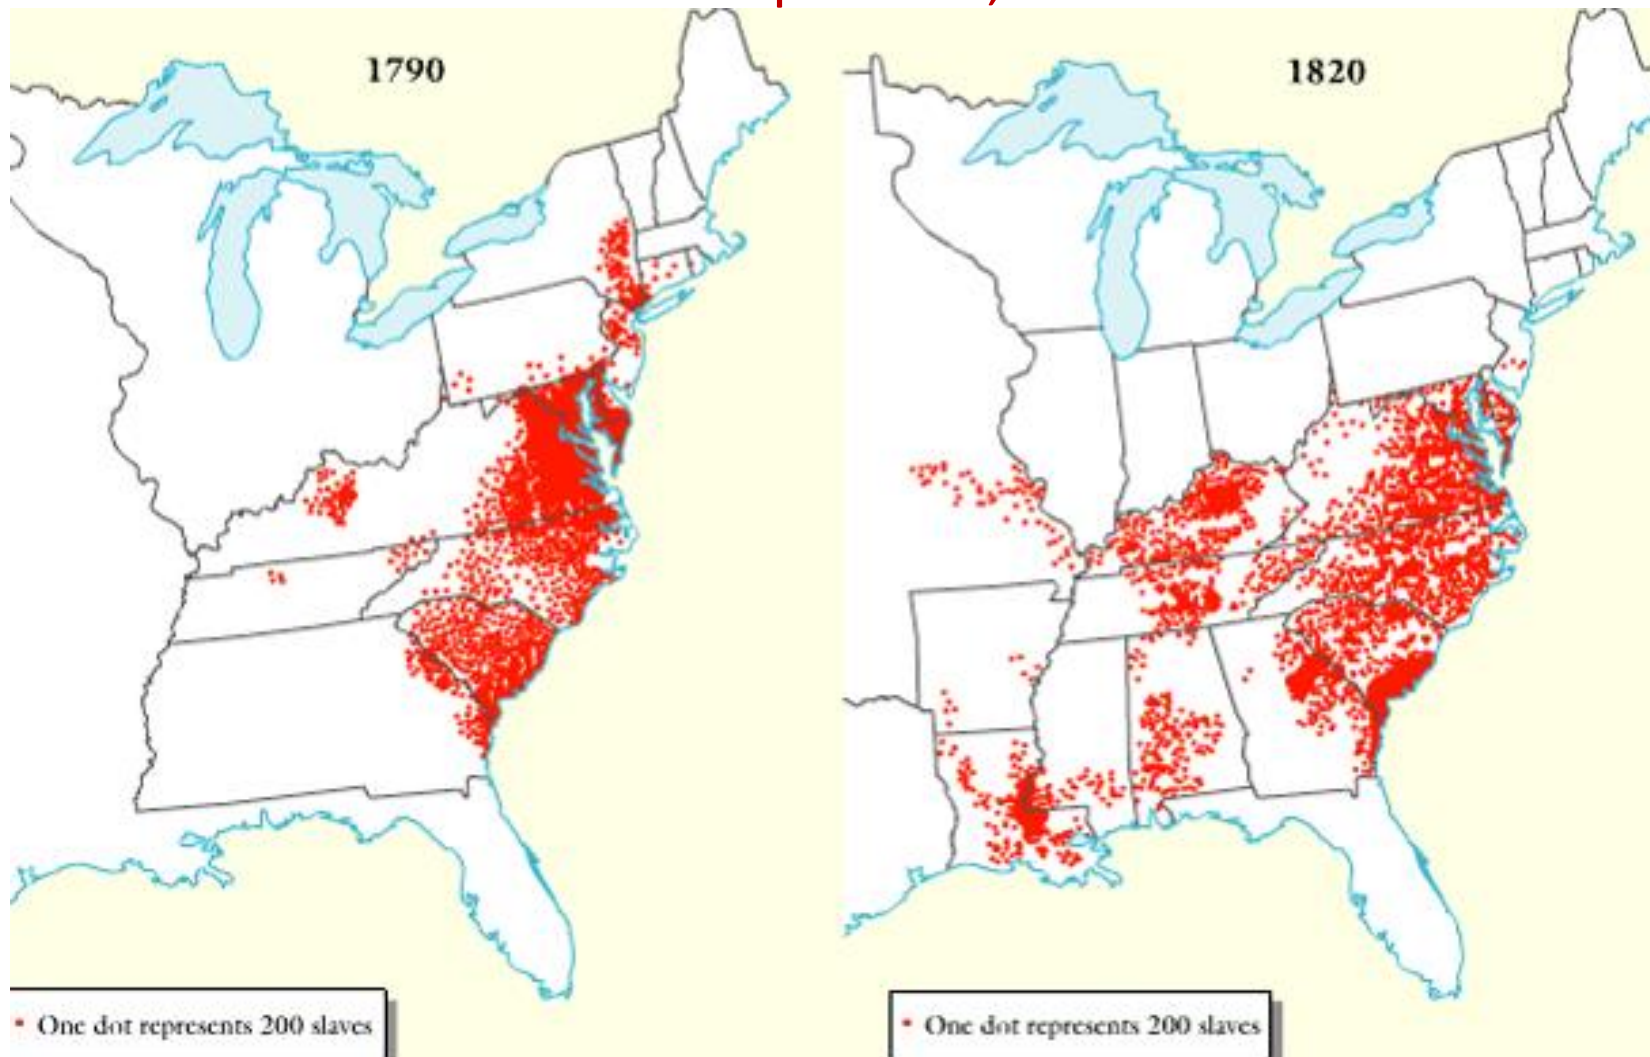 1790
1820
• One dot represents 200 slaves
• One dot represents 200 slaves